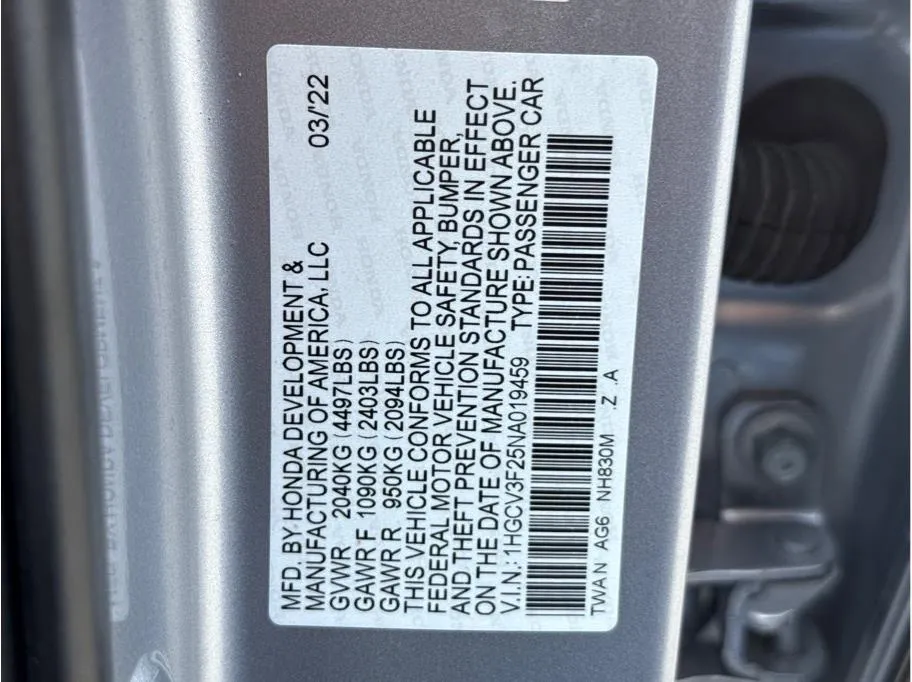 MFD. BY HONDA DEVELOPMENT &
MANUFACTURING OF AMERICA, LLC 03/'22
GVWR 2040KG (4497LBS)
GAWR F 1090KG (2403LBS)
GAWR R 950KG (2094LBS)
THIS VEHICLE CONFORMS TO ALL APPLICABLE
FEDERAL MOTOR VEHICLE SAFETY, BUMPER,
AND THEFT PREVENTION STANDARDS IN EFFECT
ON THE DATE OF MANUFACTURE SHOWN ABOVE.
V.I.N.: 1HGCV3F25NA019459 TYPE: PASSENGER CAR
TWAN AG6 NH830M .Z .A